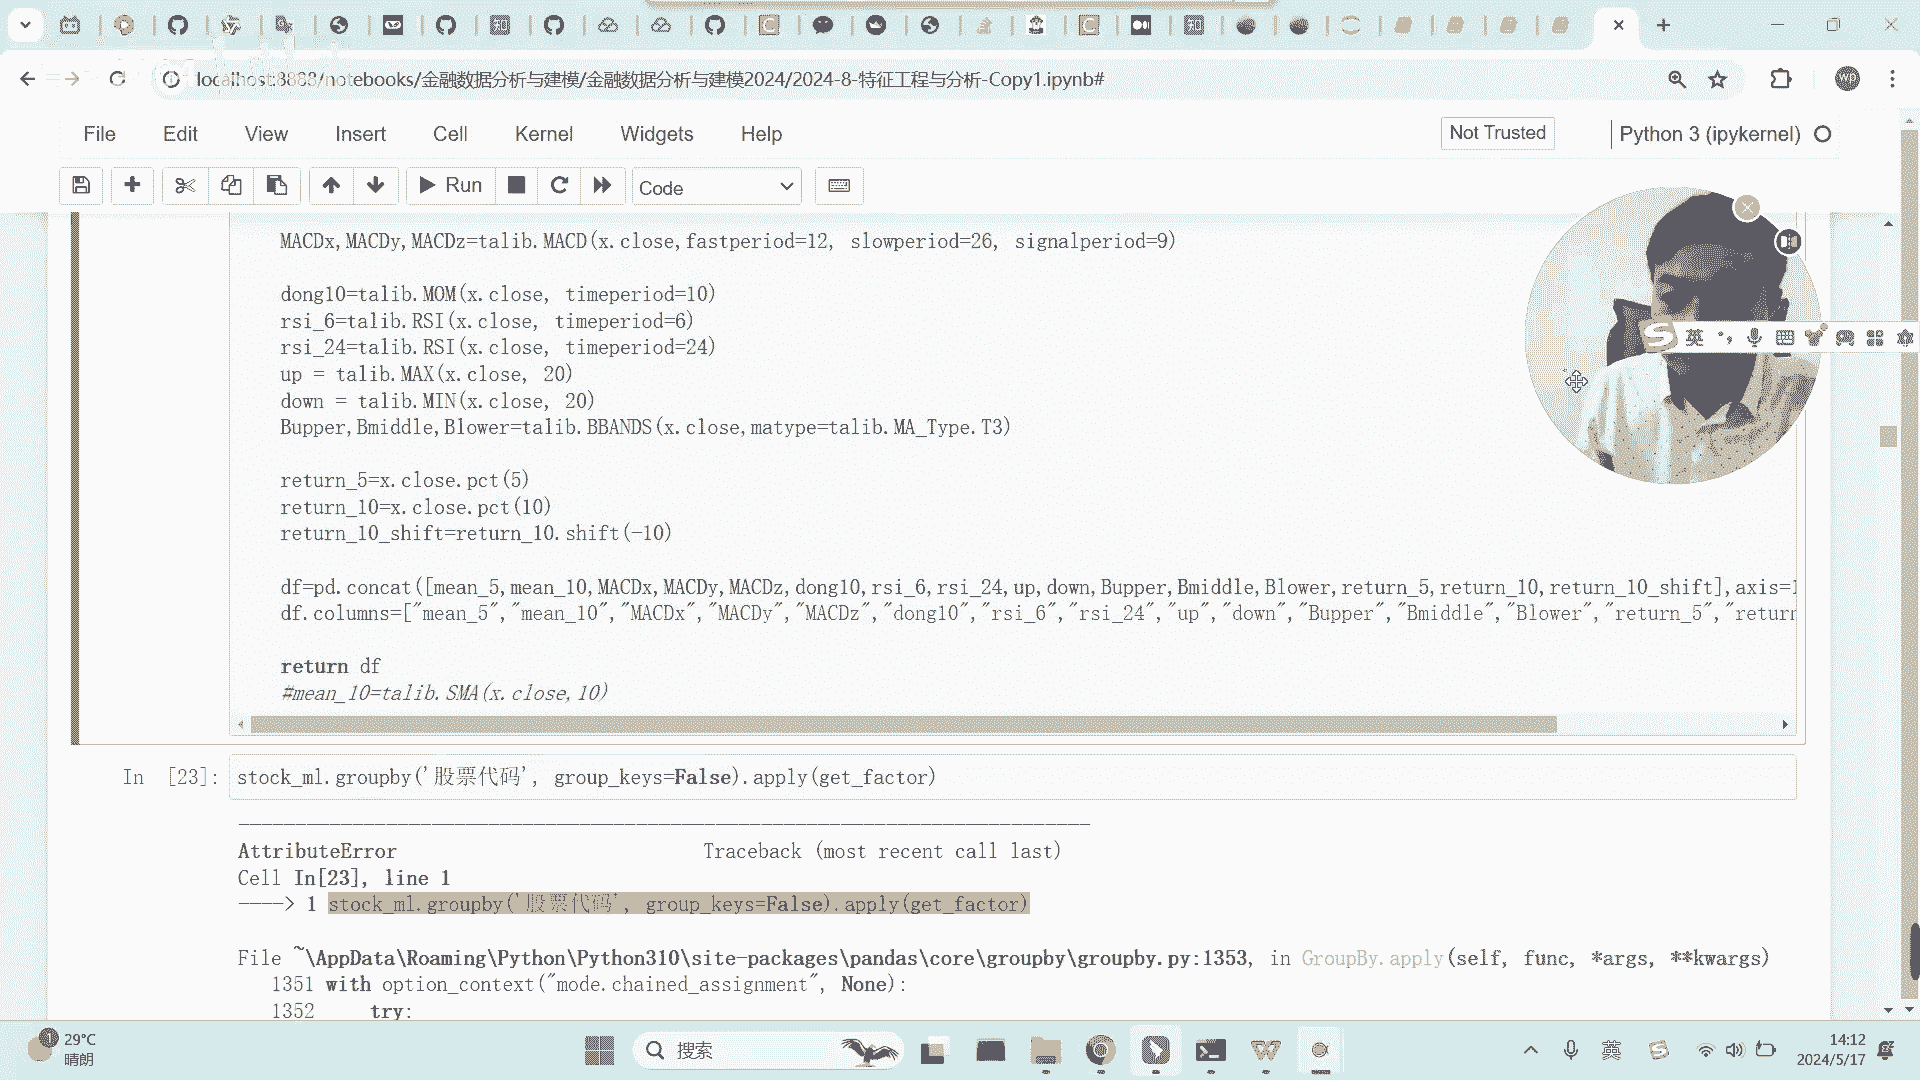 localhost:8888/notebooks/金融数据分析与建模/金融数据分析与建模2024/2024-8-特征工程与分析-Copy1.ipynb#
wp
File Edit View Insert Cell Kernel Widgets Help
Not Trusted
Python 3 (ipykernel)
Run
Code
MACDx,MACDy,MACDz=talib.MACD(x.close,fastperiod=12, slowperiod=26, signalperiod=9)
dong10=talib.MOM(x.close, timeperiod=10)
rsi_6=talib.RSI(x.close, timeperiod=6)
rsi_24=talib.RSI(x.close, timeperiod=24)
up = talib.MAX(x.close, 20)
down = talib.MIN(x.close, 20)
Bupper,Bmiddle,Blower=talib.BBANDS(x.close,matype=talib.MA_Type.T3)
return_5=x.close.pct(5)
return_10=x.close.pct(10)
return_10_shift=return_10.shift(-10)
df=pd.concat([mean_5,mean_10,MACDx,MACDy,MACDz,dong10,rsi_6,rsi_24,up,down,Bupper,Bmiddle,Blower,return_5,return_10,return_10_shift],axis=1
df.columns=["mean_5","mean_10","MACDx","MACDy","MACDz","dong10","rsi_6","rsi_24","up","down","Bupper","Bmiddle","Blower","return_5","return
return df
#mean_10=talib.SMA(x.close,10)
英
In [23]: stock_ml.groupby('股票代码', group_keys=False).apply(get_factor)
AttributeError Traceback (most recent call last)
Cell In[23], line 1
----> 1 stock_ml.groupby('股票代码', group_keys=False).apply(get_factor)
File ~\AppData\Roaming\Python\Python310\site-packages\pandas\core\groupby\groupby.py:1353, in GroupBy.apply(self, func, *args, **kwargs)
1351 with option_context("mode.chained_assignment", None):
1352 try:
1
29°C
晴朗
搜索
英
14:12
2024/5/17